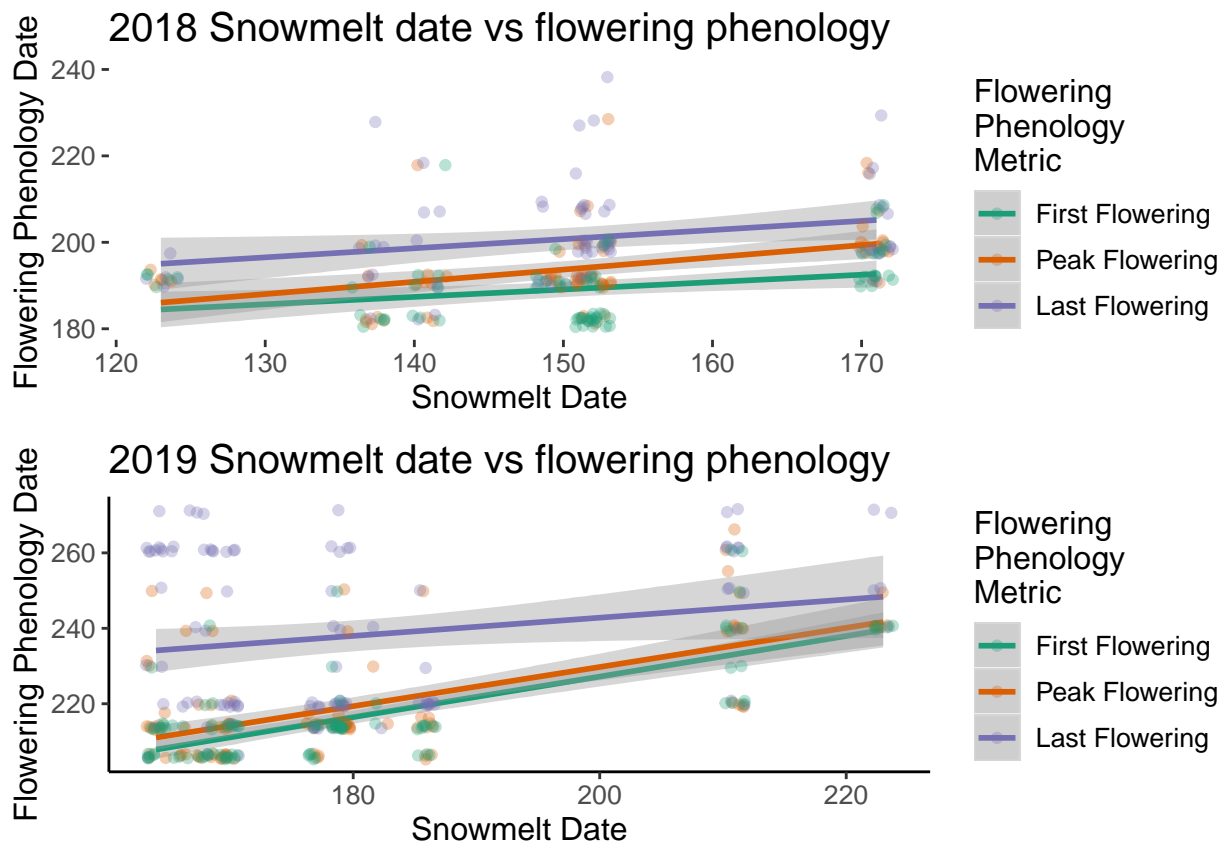 2018 Snowmelt date vs flowering phenology
Flowering Phenology Date
240
220
200
180
120 130 140 150 160 170
Snowmelt Date
Flowering
Phenology
Metric
First Flowering
Peak Flowering
Last Flowering
2019 Snowmelt date vs flowering phenology
Flowering Phenology Date
260
240
220
180 200 220
Snowmelt Date
Flowering
Phenology
Metric
First Flowering
Peak Flowering
Last Flowering